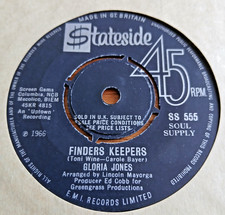 MADE IN GT. BRITAIN
Stateside
45
RPM
Screen Gems
Columbia, NCB
Mecolico, BIEM
45KR 4815
An "Uptown"
Recording
SOLD IN U.K. SUBJECT TO
PRICE CONDITIONS,
SEE PRICE LISTS
SS 555
SOUL
SUPPLY
℗ 1966
FINDERS KEEPERS
(Toni Wine-Carole Bayer)
GLORIA JONES
Arranged by Lincoln Mayorga
Producer Ed Cobb for
Greengrass Productions
E.M.I. RECORDS LIMITED